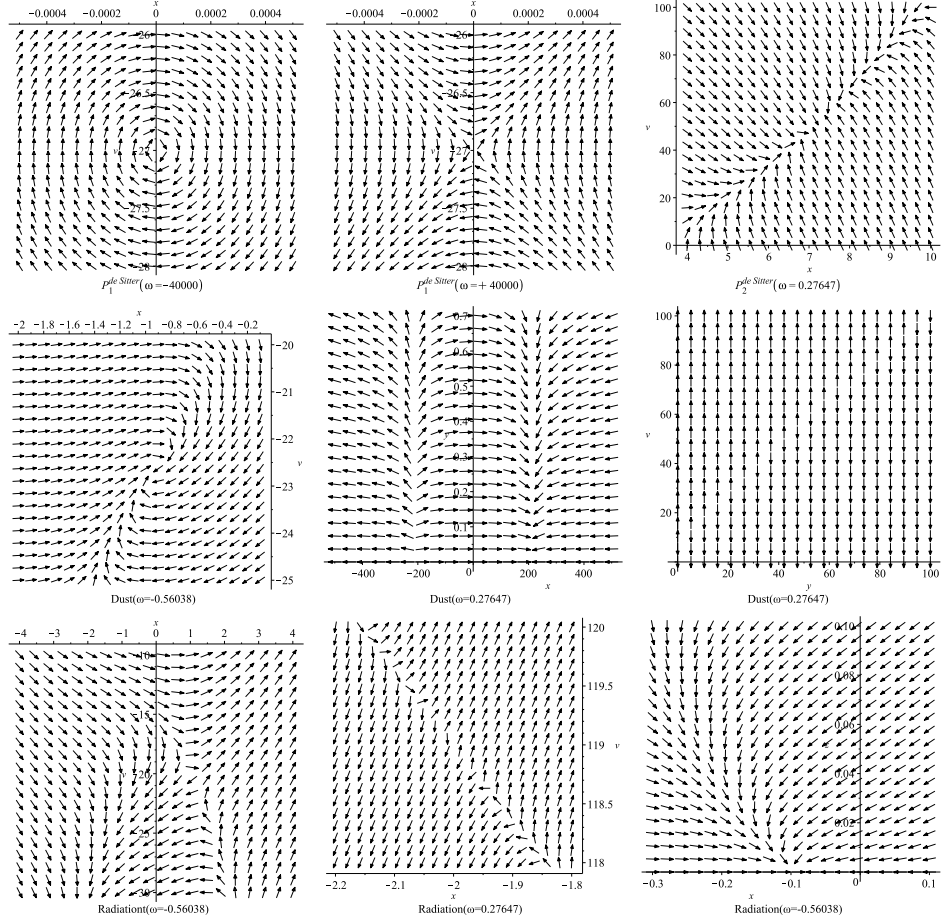 x
−0.0004 −0.0002 0 0.0002 0.0004
−26
−26.5
v −27
−27.5
−28
P₁^{de Sitter}(ω=−40000)
x
−0.0004 −0.0002 0 0.0002 0.0004
−26
−26.5
v −27
−27.5
−28
P₁^{de Sitter}(ω=+ 40000)
100
80
60
v
40
20
0
4 5 6 7 8 9 10
x
P₂^{de Sitter}(ω=0.27647)
x
−2 −1.8 −1.6 −1.4 −1.2 −1 −0.8 −0.6 −0.4 −0.2
−20
−21
−22
v
−23
−24
−25
Dust(ω=-0.56038)
0.7
0.6
0.5
0.4
y
0.3
0.2
0.1
−400 −200 0 200 400
x
Dust(ω=0.27647)
100
80
60
v
40
20
0 20 40 60 80 100
y
Dust(ω=0.27647)
x
−4 −3 −2 −1 0 1 2 3 4
−10
−15
v −20
−25
−30
Radiationt(ω=-0.56038)
120
119.5
119 v
118.5
118
−2.2 −2.1 −2 −1.9 −1.8
x
Radiation(ω=0.27647)
0.10
0.08
0.06
0.04
0.02
−0.3 −0.2 −0.1 0 0.1
x
Radiation(ω=-0.56038)